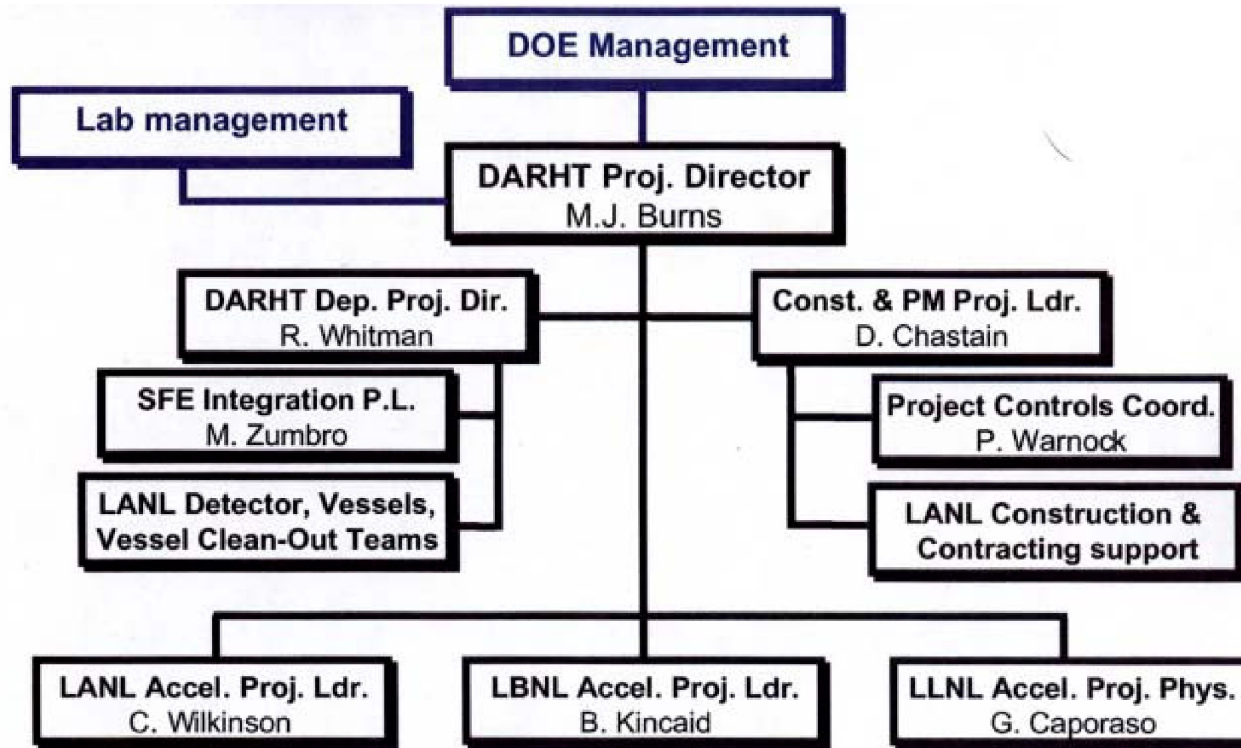 DOE Management
Lab management
DARHT Proj. Director
M.J. Burns
DARHT Dep. Proj. Dir.
R. Whitman
Const. & PM Proj. Ldr.
D. Chastain
SFE Integration P.L.
M. Zumbro
Project Controls Coord.
P. Warnock
LANL Detector, Vessels,
Vessel Clean-Out Teams
LANL Construction &
Contracting support
LANL Accel. Proj. Ldr.
C. Wilkinson
LBNL Accel. Proj. Ldr.
B. Kincaid
LLNL Accel. Proj. Phys.
G. Caporaso